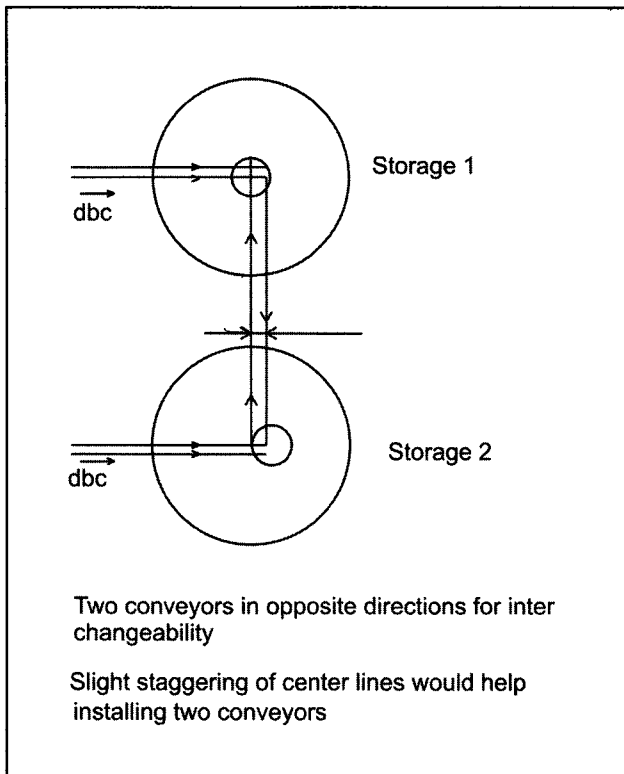 Storage 1
dbc
Storage 2
dbc
Two conveyors in opposite directions for inter
changeability
Slight staggering of center lines would help
installing two conveyors